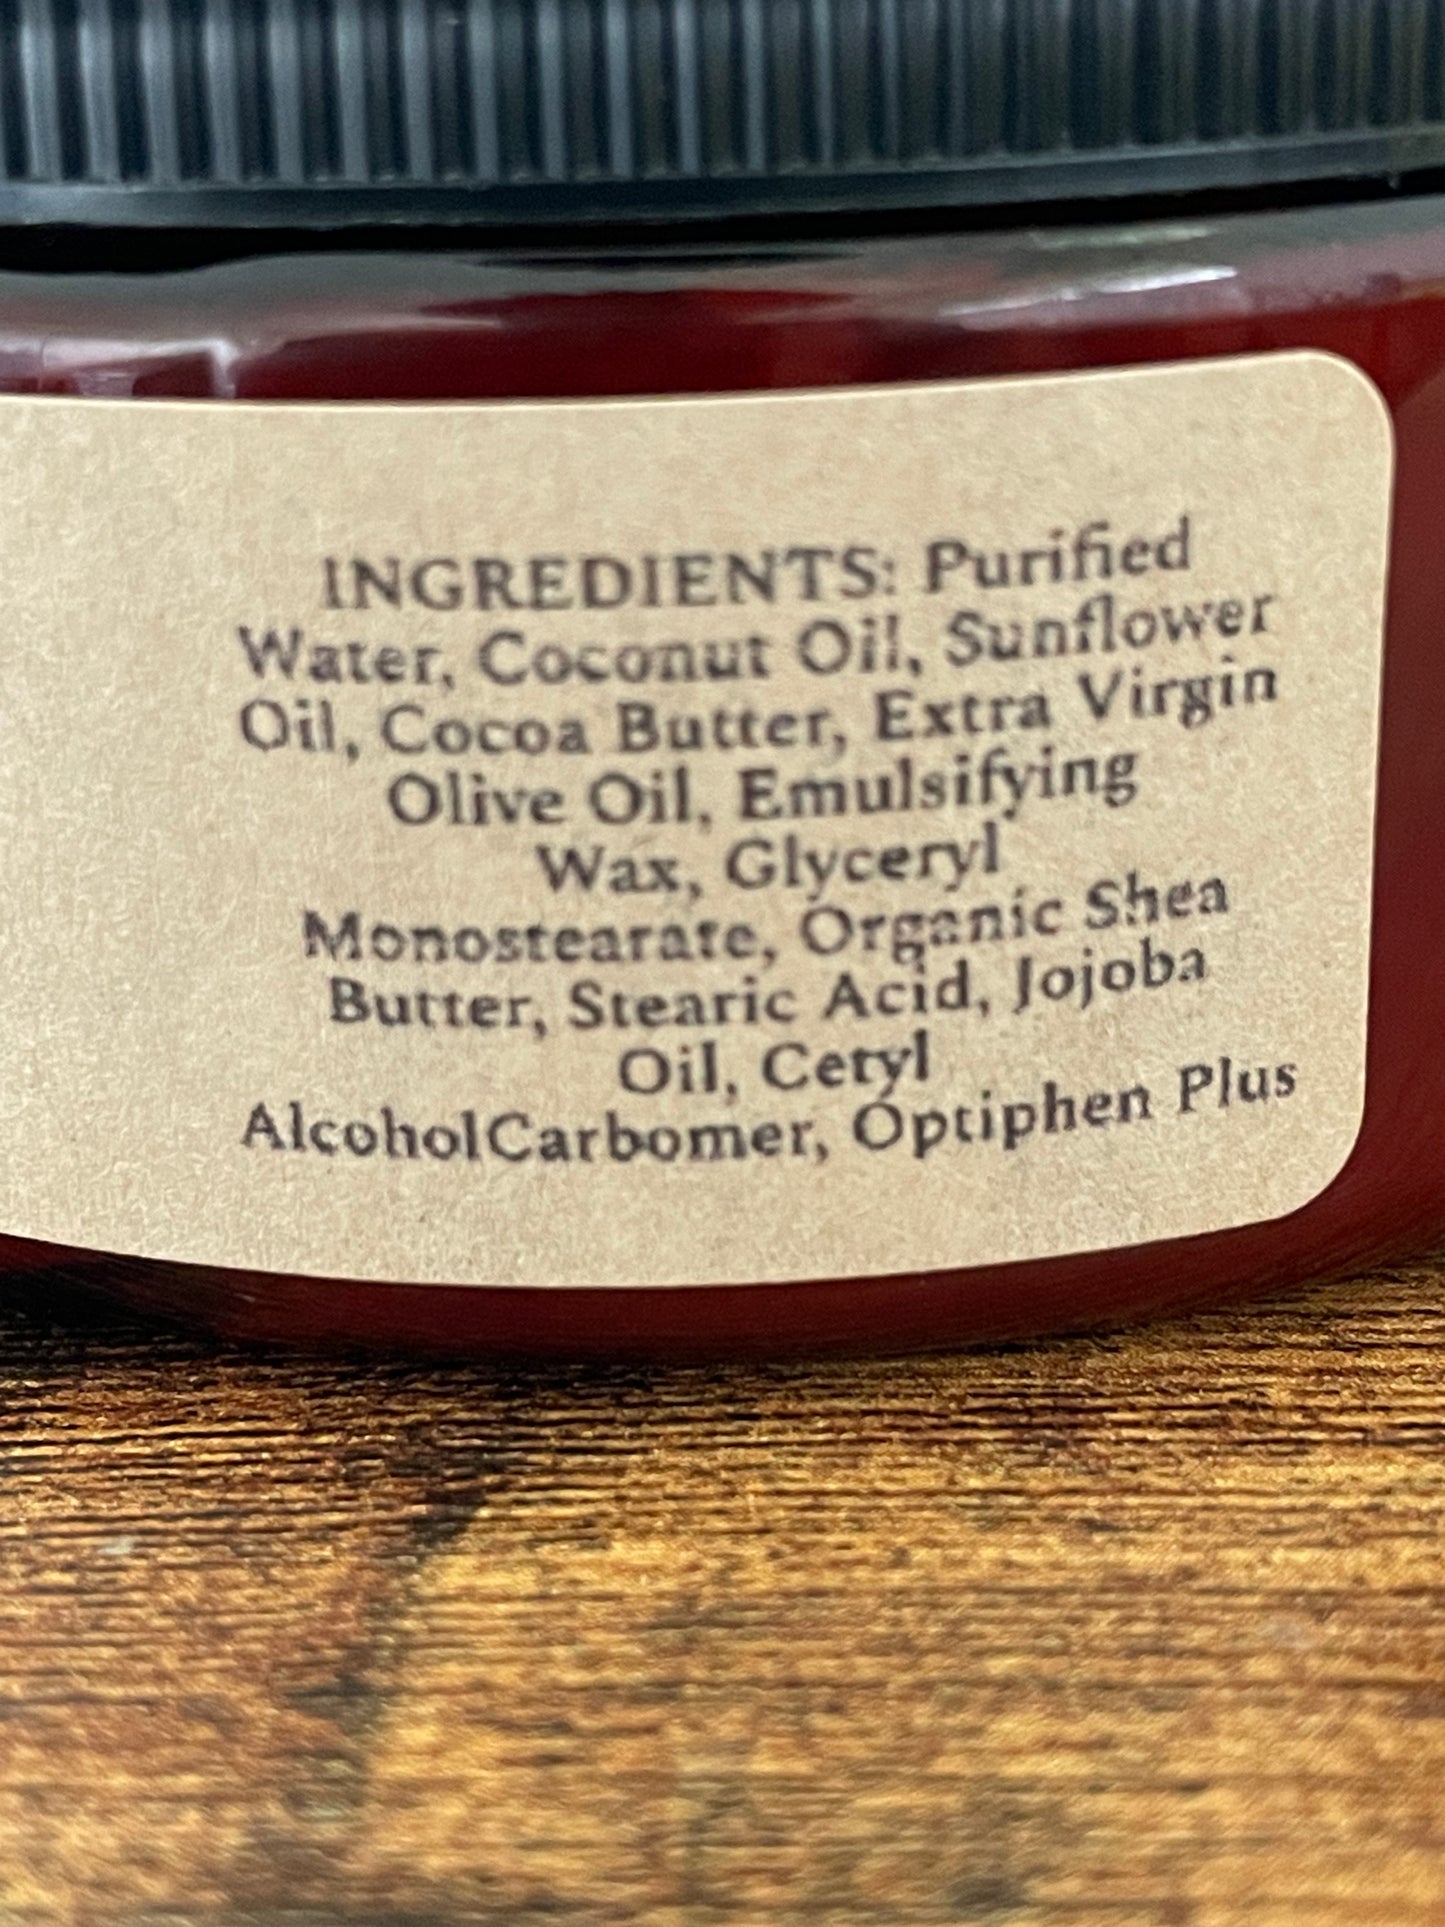 INGREDIENTS: Purified
Water, Coconut Oil, Sunflower
Oil, Cocoa Butter, Extra Virgin
Olive Oil, Emulsifying
Wax, Glyceryl
Monostearate, Organic Shea
Butter, Stearic Acid, Jojoba
Oil, Cetyl
AlcoholCarbomer, Optiphen Plus